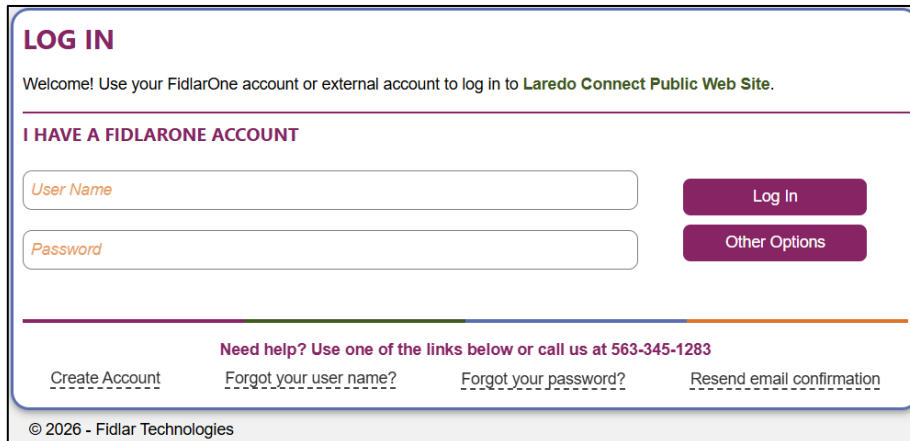 LOG IN
Welcome! Use your FidlarOne account or external account to log in to Laredo Connect Public Web Site.
I HAVE A FIDLARONE ACCOUNT
User Name
Log In
Password
Other Options
Need help? Use one of the links below or call us at 563-345-1283
Create Account Forgot your user name? Forgot your password? Resend email confirmation
© 2026 - Fidlar Technologies